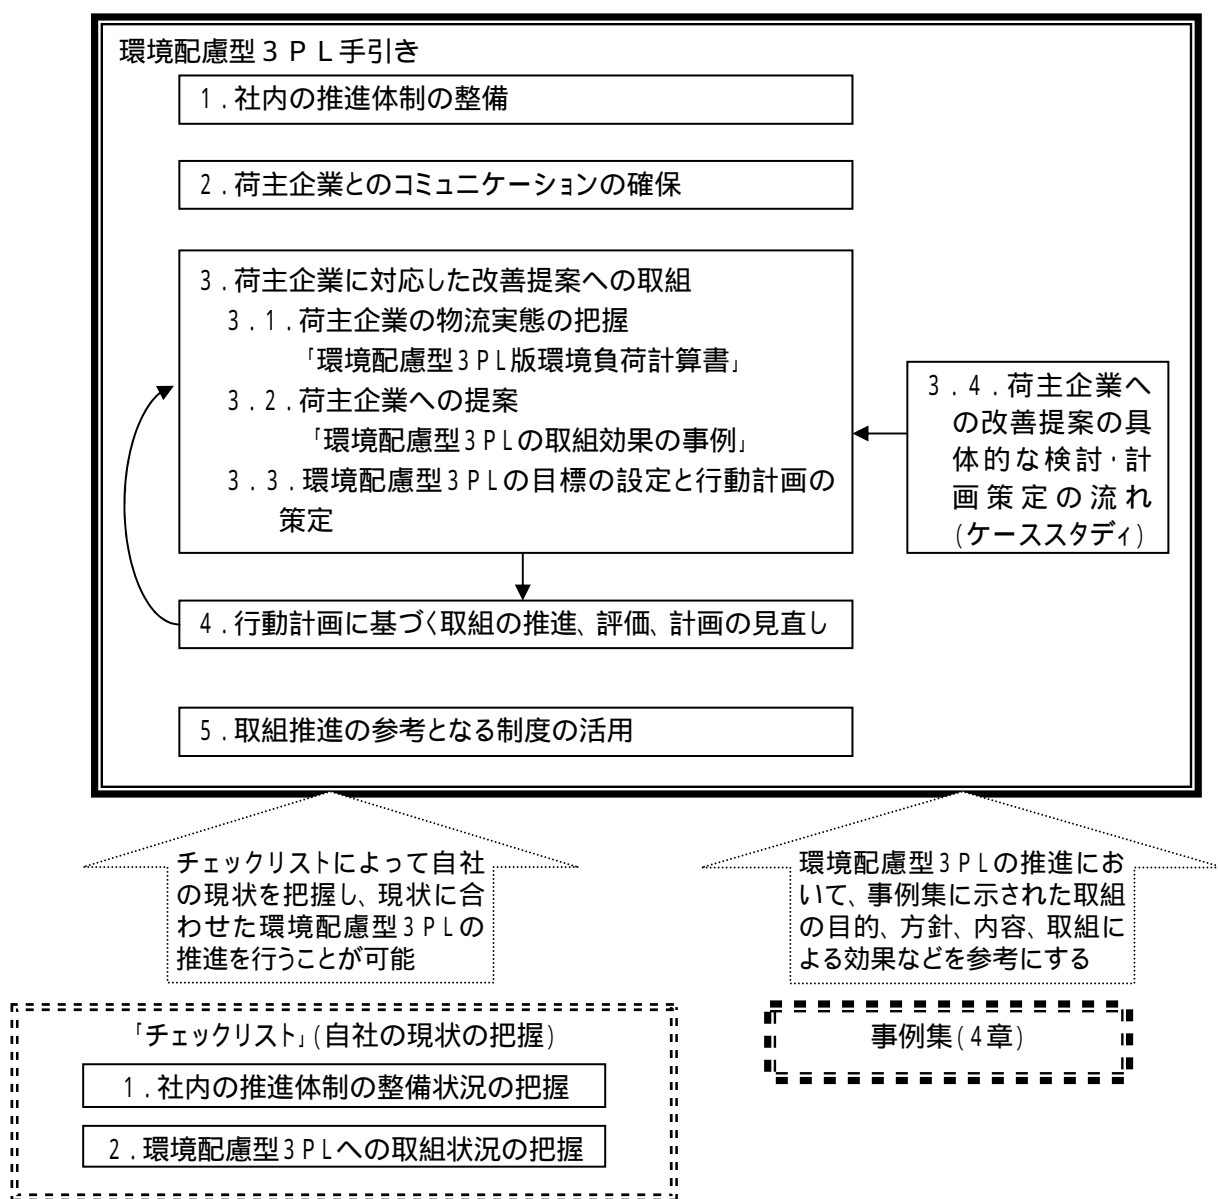 環境配慮型3PL手引き
1.社内の推進体制の整備
2.荷主企業とのコミュニケーションの確保
3.荷主企業に対応した改善提案への取組
3.1.荷主企業の物流実態の把握
「環境配慮型3PL版環境負荷計算書」
3.2.荷主企業への提案
「環境配慮型3PLの取組効果の事例」
3.3.環境配慮型3PLの目標の設定と行動計画の
策定
3.4.荷主企業へ
の改善提案の具
体的な検討・計
画策定の流れ
(ケーススタディ)
4.行動計画に基づく取組の推進、評価、計画の見直し
5.取組推進の参考となる制度の活用
チェックリストによって自社
の現状を把握し、現状に合
わせた環境配慮型3PLの
推進を行うことが可能
環境配慮型3PLの推進にお
いて、事例集に示された取組
の目的、方針、内容、取組に
よる効果などを参考にする
「チェックリスト」(自社の現状の把握)
1.社内の推進体制の整備状況の把握
2.環境配慮型3PLへの取組状況の把握
事例集(4章)